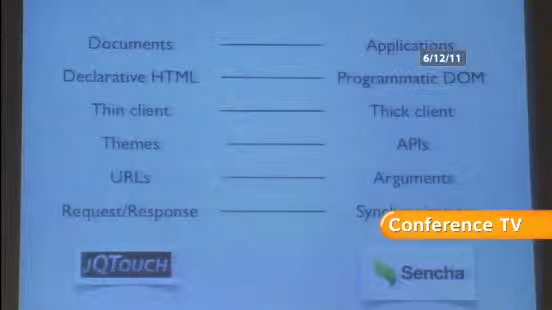 Documents Applications
6/12/11
Declarative HTML Programmatic DOM
Thin client Thick client
Themes APIs
URLs Arguments
Request/Response
Conference TV
jQTouch Sencha